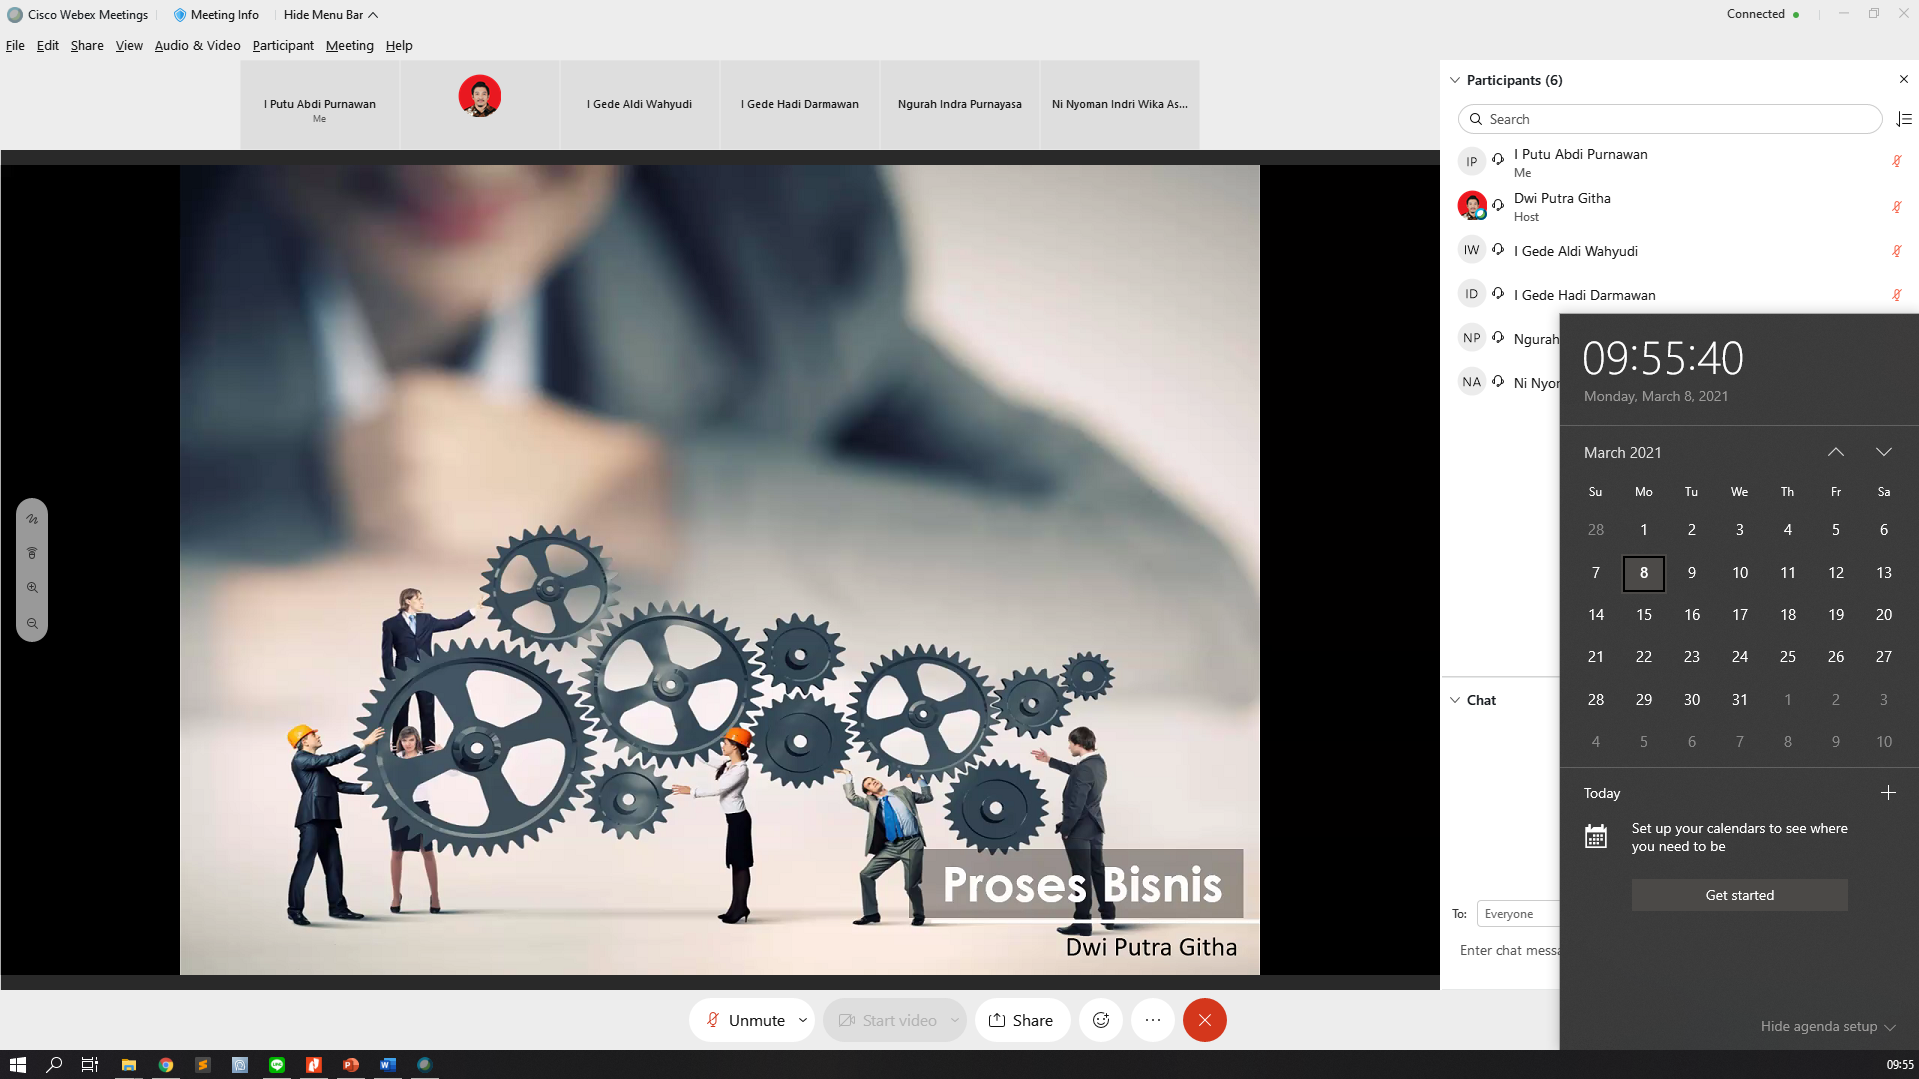 Cisco Webex Meetings
Meeting Info
Hide Menu Bar
Connected
File Edit Share View Audio & Video Participant Meeting Help
I Putu Abdi Purnawan
Me
I Gede Aldi Wahyudi
I Gede Hadi Darmawan
Ngurah Indra Purnayasa
Ni Nyoman Indri Wika As...
Proses Bisnis
Dwi Putra Githa
Unmute
Start video
Share
Participants (6)
Search
IP
I Putu Abdi Purnawan
Me
Dwi Putra Githa
Host
IW
I Gede Aldi Wahyudi
ID
I Gede Hadi Darmawan
NP
Ngurah
NA
Ni Nyor
Chat
To:
Everyone
Enter chat messa
09:55:40
Monday, March 8, 2021
March 2021
Su Mo Tu We Th Fr Sa
28 1 2 3 4 5 6
7 8 9 10 11 12 13
14 15 16 17 18 19 20
21 22 23 24 25 26 27
28 29 30 31 1 2 3
4 5 6 7 8 9 10
Today
Set up your calendars to see where
you need to be
Get started
Hide agenda setup
09:55